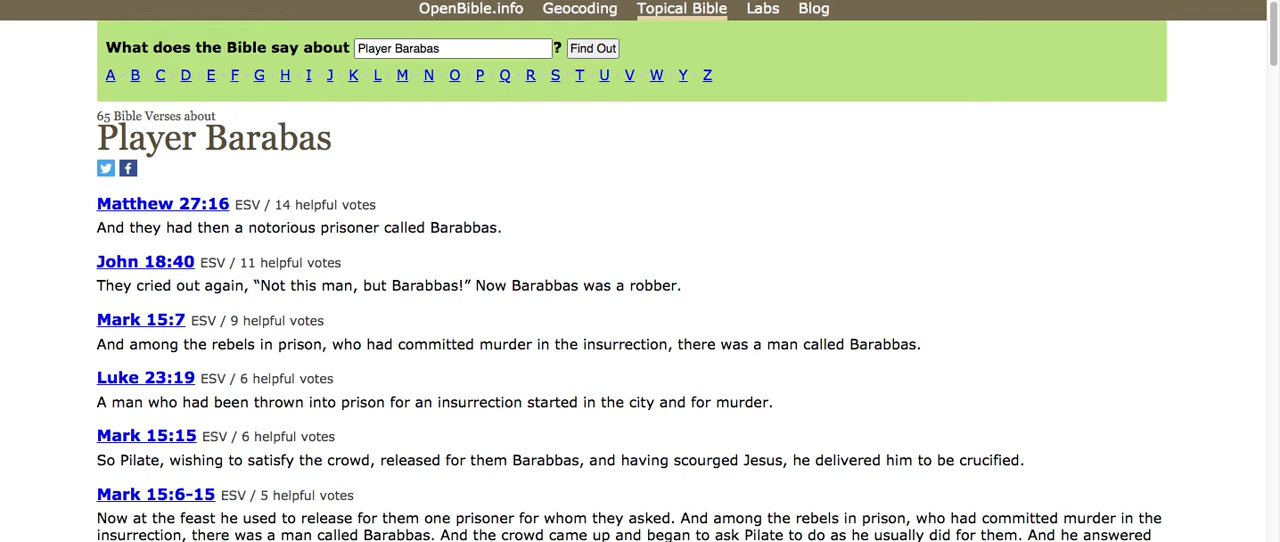 OpenBible.info Geocoding Topical Bible Labs Blog
What does the Bible say about Player Barabas ? Find Out
A B C D E F G H I J K L M N O P Q R S T U V W Y Z
65 Bible Verses about
Player Barabas
Matthew 27:16 ESV / 14 helpful votes
And they had then a notorious prisoner called Barabbas.
John 18:40 ESV / 11 helpful votes
They cried out again, “Not this man, but Barabbas!” Now Barabbas was a robber.
Mark 15:7 ESV / 9 helpful votes
And among the rebels in prison, who had committed murder in the insurrection, there was a man called Barabbas.
Luke 23:19 ESV / 6 helpful votes
A man who had been thrown into prison for an insurrection started in the city and for murder.
Mark 15:15 ESV / 6 helpful votes
So Pilate, wishing to satisfy the crowd, released for them Barabbas, and having scourged Jesus, he delivered him to be crucified.
Mark 15:6-15 ESV / 5 helpful votes
Now at the feast he used to release for them one prisoner for whom they asked. And among the rebels in prison, who had committed murder in the
insurrection, there was a man called Barabbas. And the crowd came up and began to ask Pilate to do as he usually did for them. And he answered